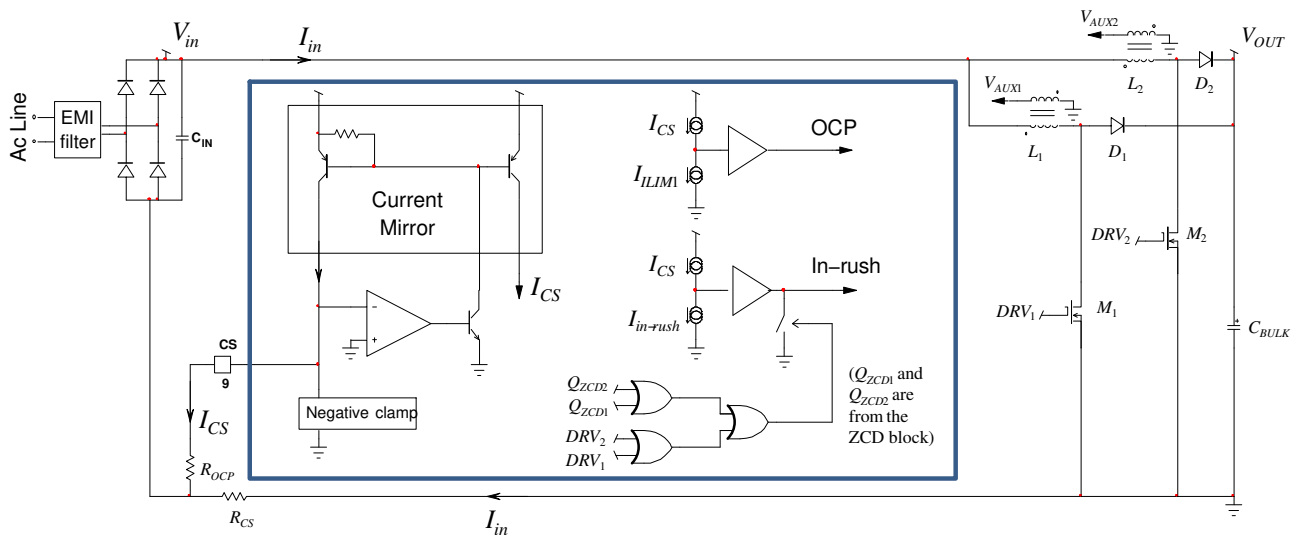 V_in
I_in
V_AUX2
V_OUT
L_2
D_2
V_AUX1
L_1
D_1
Ac Line
EMI
filter
C_IN
Current
Mirror
I_CS
I_CS
OCP
I_ILIM1
I_CS
In-rush
I_in-rush
DRV_2
M_2
DRV_1
M_1
C_BULK
-
+
CS
9
I_CS
Negative clamp
R_OCP
Q_ZCD2
Q_ZCD1
DRV_2
DRV_1
(Q_ZCD1 and
Q_ZCD2 are
from the
ZCD block)
R_CS
I_in
+